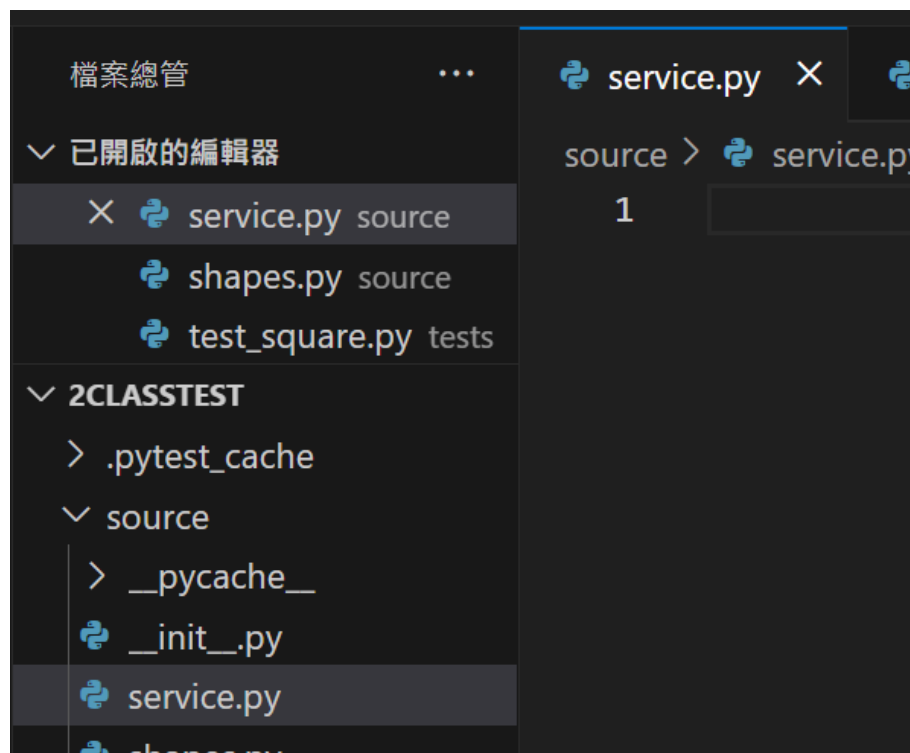 檔案總管 ...
已開啟的編輯器
service.py source
shapes.py source
test_square.py tests
2CLASSTEST
.pytest_cache
source
__pycache__
__init__.py
service.py
service.py
source > service.py
1